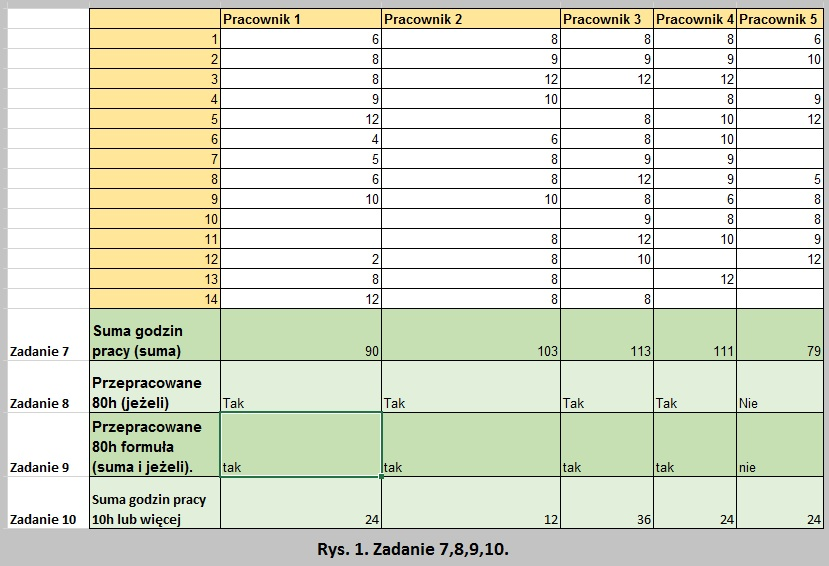 Pracownik 1 Pracownik 2 Pracownik 3 Pracownik 4 Pracownik 5
1 6 8 8 8 6
2 8 9 9 9 10
3 8 12 12 12
4 9 10 8 9
5 12 8 10 12
6 4 6 8 10
7 5 8 9 9
8 6 8 12 9 5
9 10 10 8 6 8
10 9 8 8
11 8 12 10 9
12 2 8 10 12
13 8 8 12
14 12 8 8
Suma godzin
Zadanie 7 pracy (suma) 90 103 113 111 79
Przepracowane
Zadanie 8 80h (jeżeli) Tak Tak Tak Tak Nie
Przepracowane
80h formuła
Zadanie 9 (suma i jeżeli). tak tak tak tak nie
Suma godzin pracy
Zadanie 10 10h lub więcej 24 12 36 24 24
Rys. 1. Zadanie 7,8,9,10.